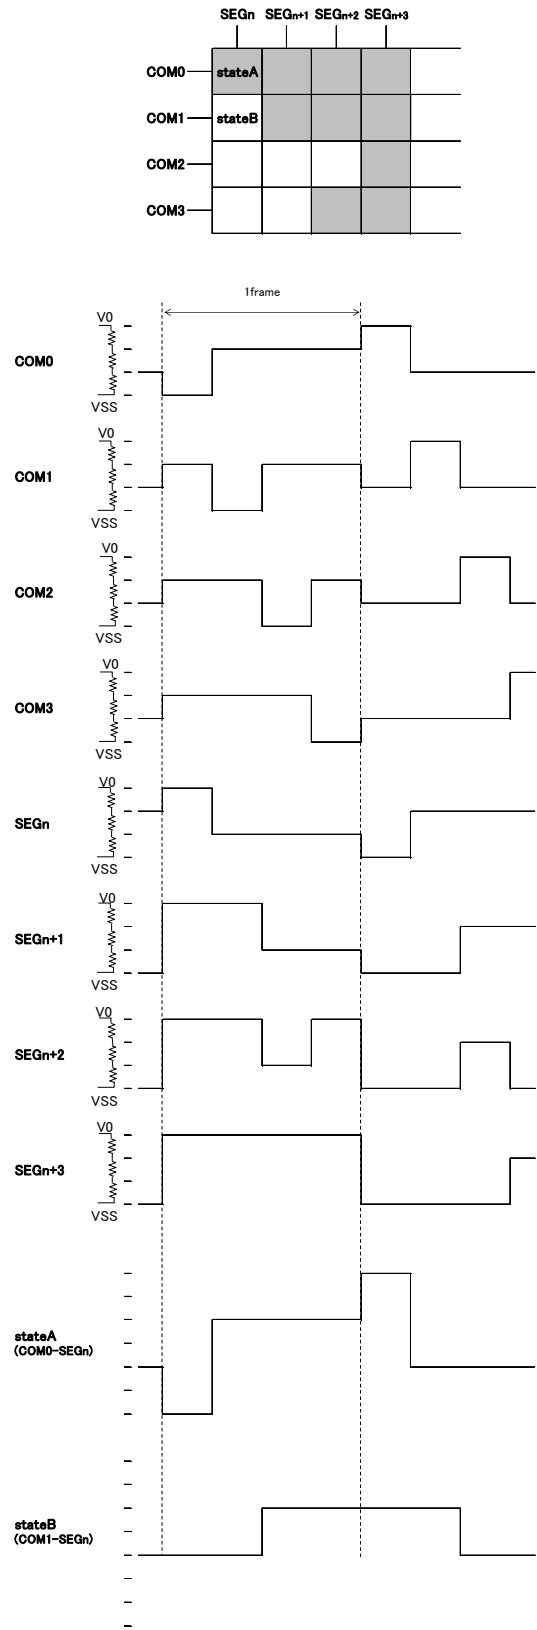 SEGn SEGn+1 SEGn+2 SEGn+3
COM0 stateA
COM1 stateB
COM2
COM3
1frame
V0
COM0
VSS
V0
COM1
VSS
V0
COM2
VSS
V0
COM3
VSS
V0
SEGn
VSS
V0
SEGn+1
VSS
V0
SEGn+2
VSS
V0
SEGn+3
VSS
stateA
(COM0-SEGn)
stateB
(COM1-SEGn)